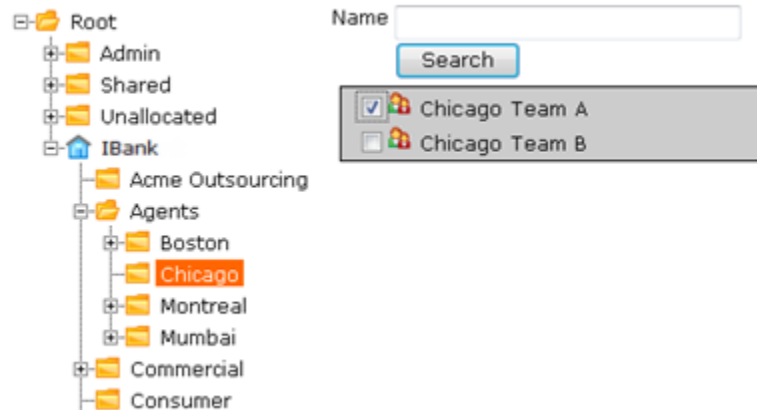 Root
Admin
Shared
Unallocated
IBank
Acme Outsourcing
Agents
Boston
Chicago
Montreal
Mumbai
Commercial
Consumer
Name
Search
Chicago Team A
Chicago Team B